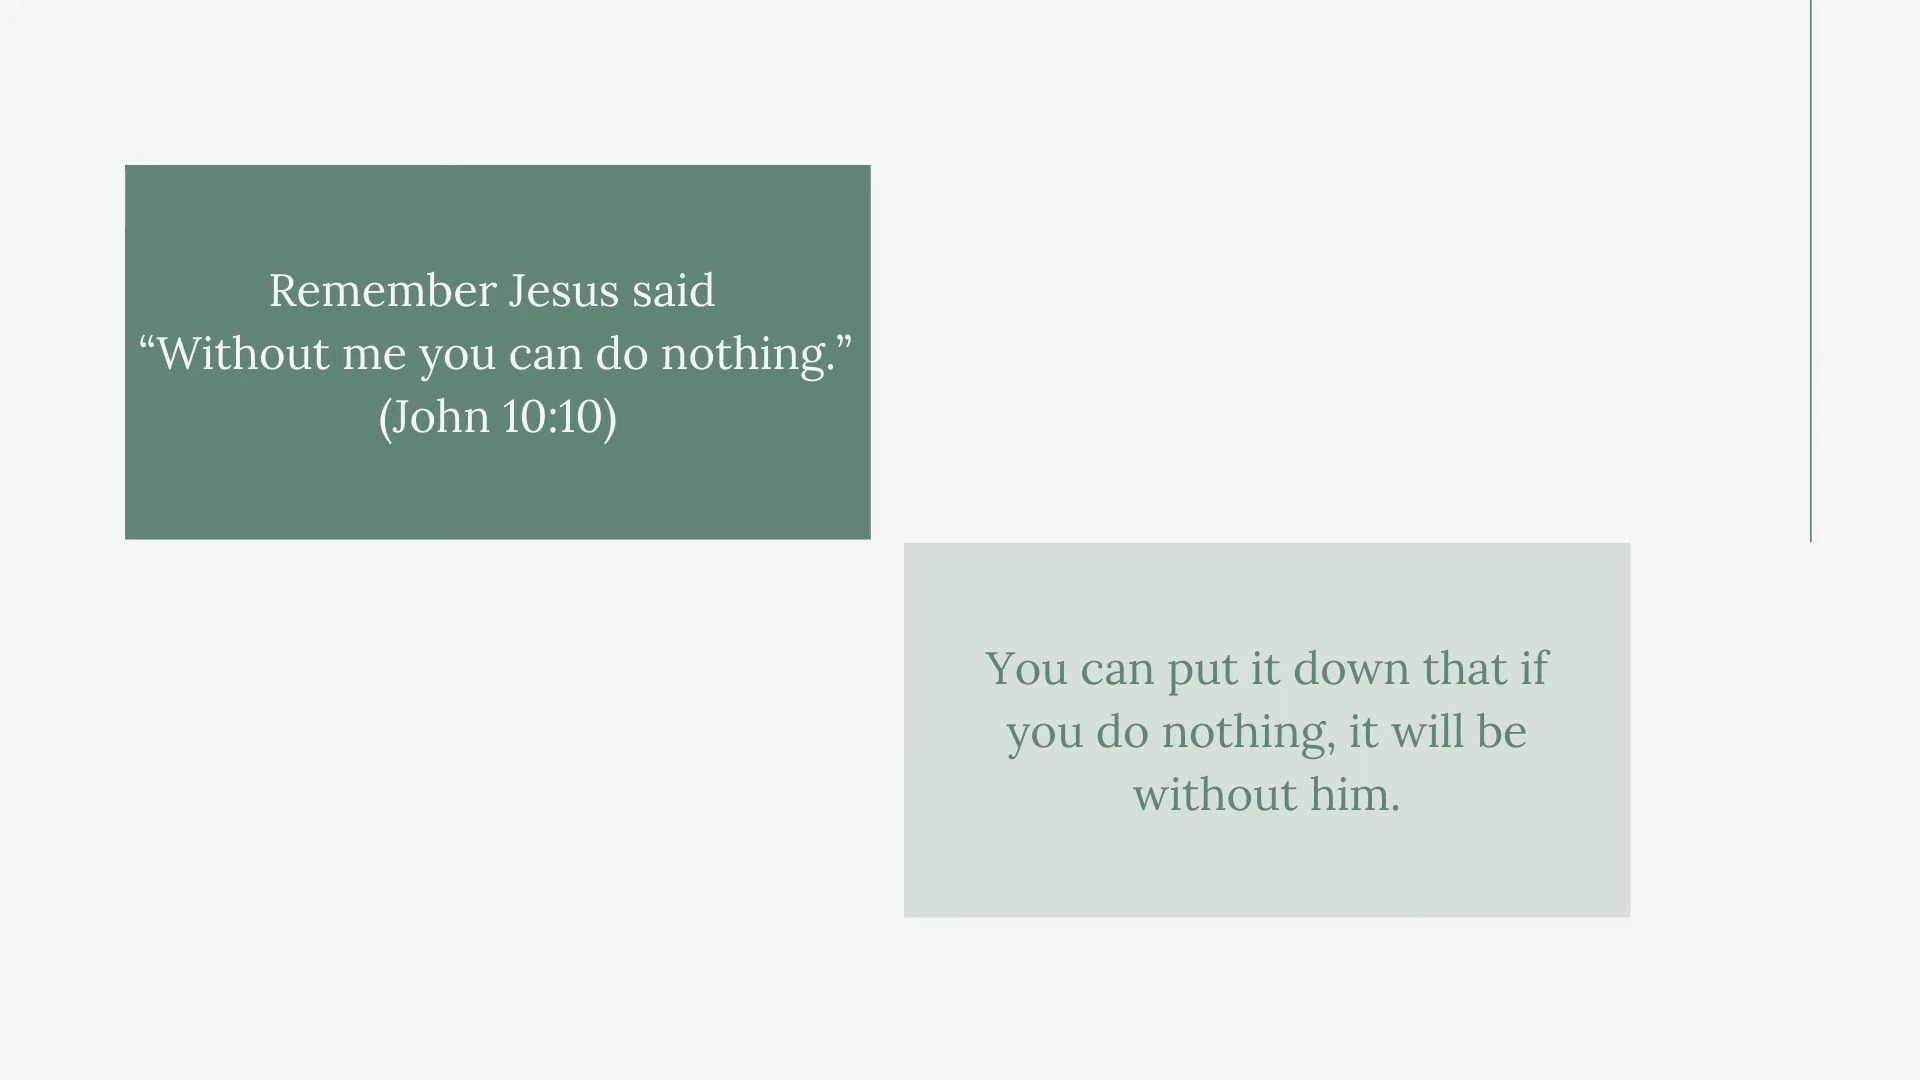 Remember Jesus said
“Without me you can do nothing.”
(John 10:10)
You can put it down that if
you do nothing, it will be
without him.